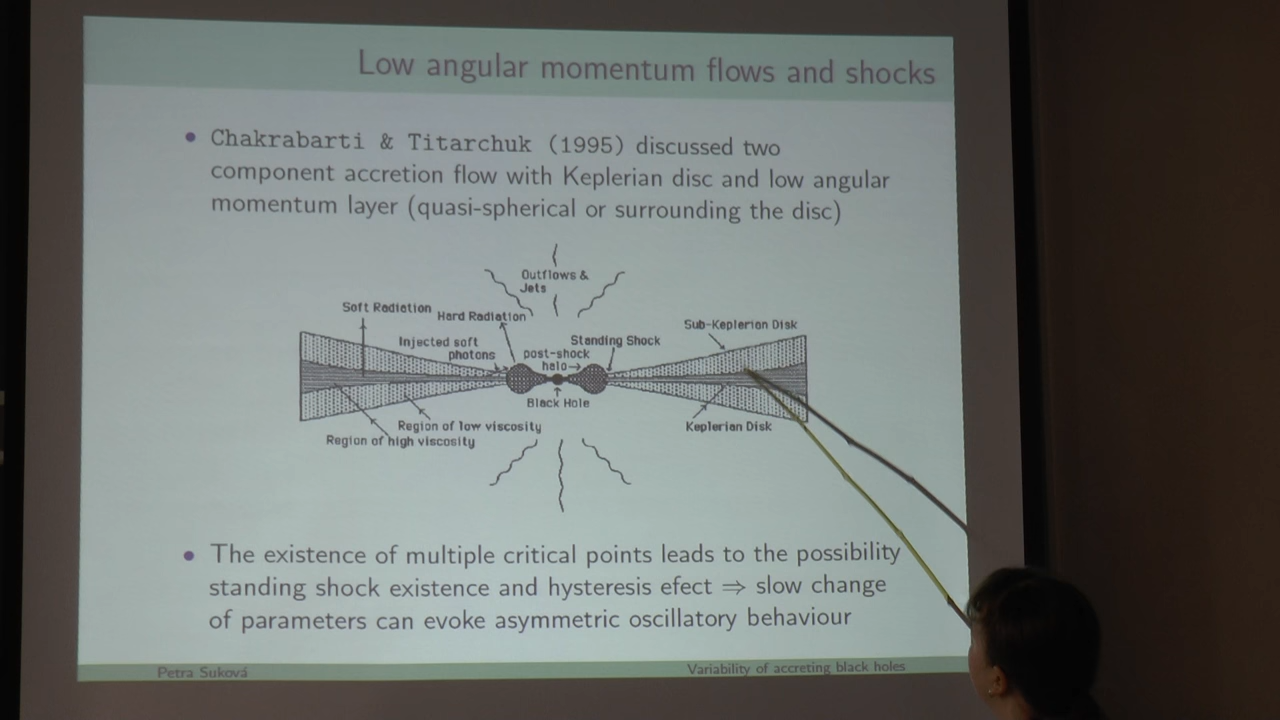 Low angular momentum flows and shocks
• Chakrabarti & Titarchuk (1995) discussed two
component accretion flow with Keplerian disc and low angular
momentum layer (quasi-spherical or surrounding the disc)
Outflows &
Jets
Soft Radiation
Hard Radiation
Sub-Keplerian Disk
Injected soft
photons
Standing Shock
post-shock
halo
Black Hole
Region of low viscosity
Region of high viscosity
Keplerian Disk
• The existence of multiple critical points leads to the possibility
standing shock existence and hysteresis efect ⇒ slow change
of parameters can evoke asymmetric oscillatory behaviour
Petra Suková
Variability of accreting black holes